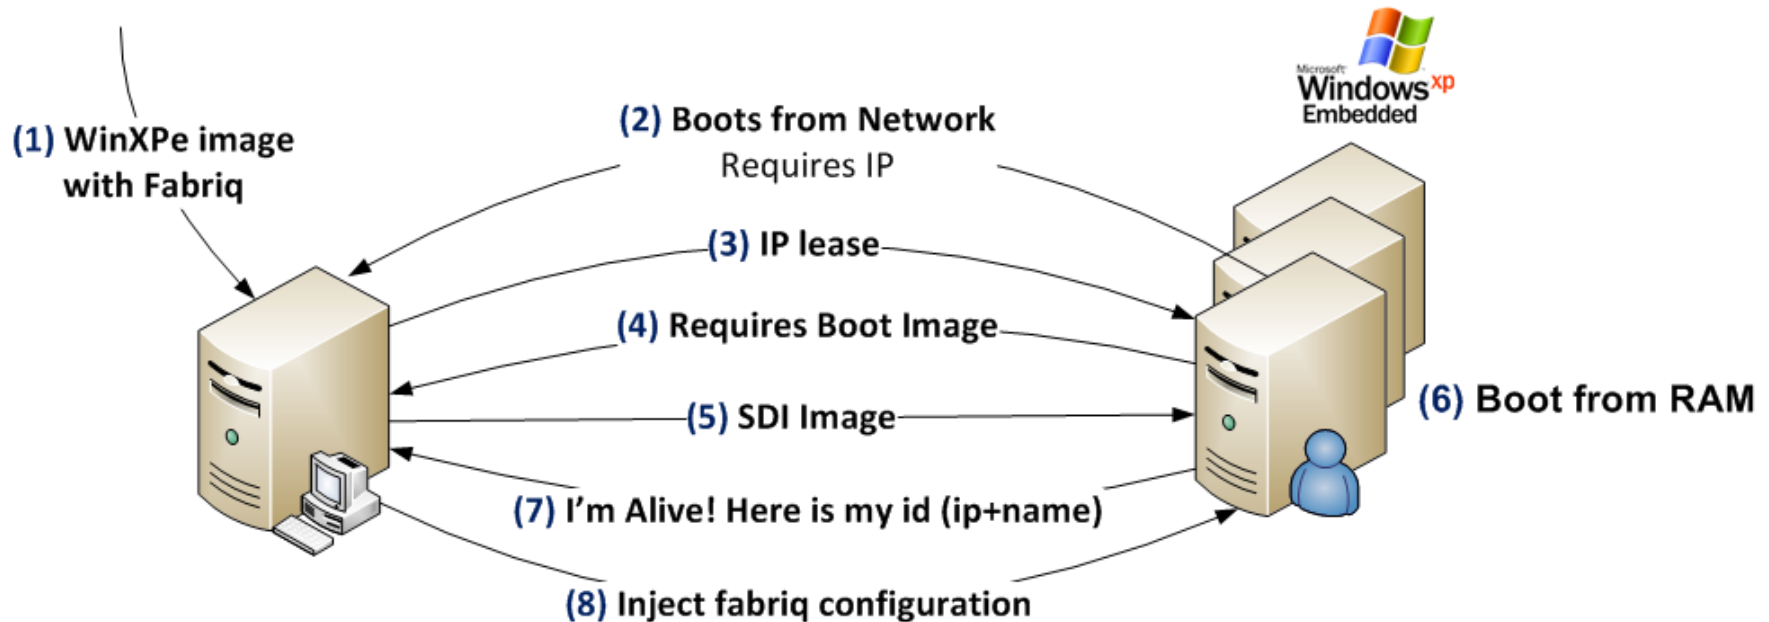 Microsoft
Windows xp
Embedded
(1) WinXPe image
with Fabriq
(2) Boots from Network
Requires IP
(3) IP lease
(4) Requires Boot Image
(5) SDI Image
(6) Boot from RAM
(7) I'm Alive! Here is my id (ip+name)
(8) Inject fabriq configuration